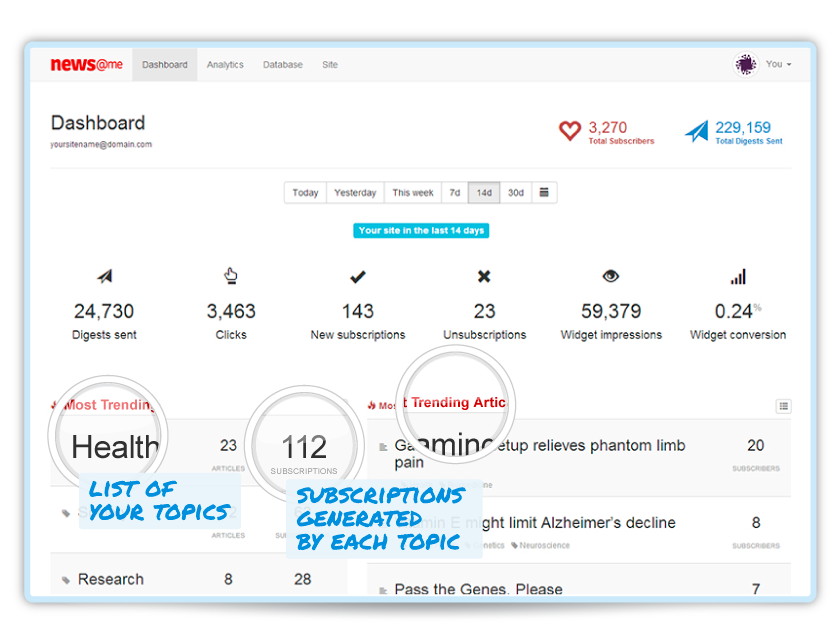 news@me Dashboard Analytics Database Site You
Dashboard
yoursitename@domain.com
3,270
Total Subscribers
229,159
Total Digests Sent
Today Yesterday This week 7d 14d 30d
Your site in the last 14 days
24,730 3,463 143 23 59,379 0.24%
Digests sent Clicks New subscriptions Unsubscriptions Widget impressions Widget conversion
Most Trending
Most Trending Artic
Health 23 112
ARTICLES SUBSCRIPTIONS
LIST OF
YOUR TOPICS
ARTICLES
SUBSCRIPTIONS
GENERATED
BY EACH TOPIC
Research 8 28
setup relieves phantom limb 20
pain SUBSCRIBERS
E might limit Alzheimer's decline 8
Genetics Neuroscience SUBSCRIBERS
Pass the Genes, Please 7